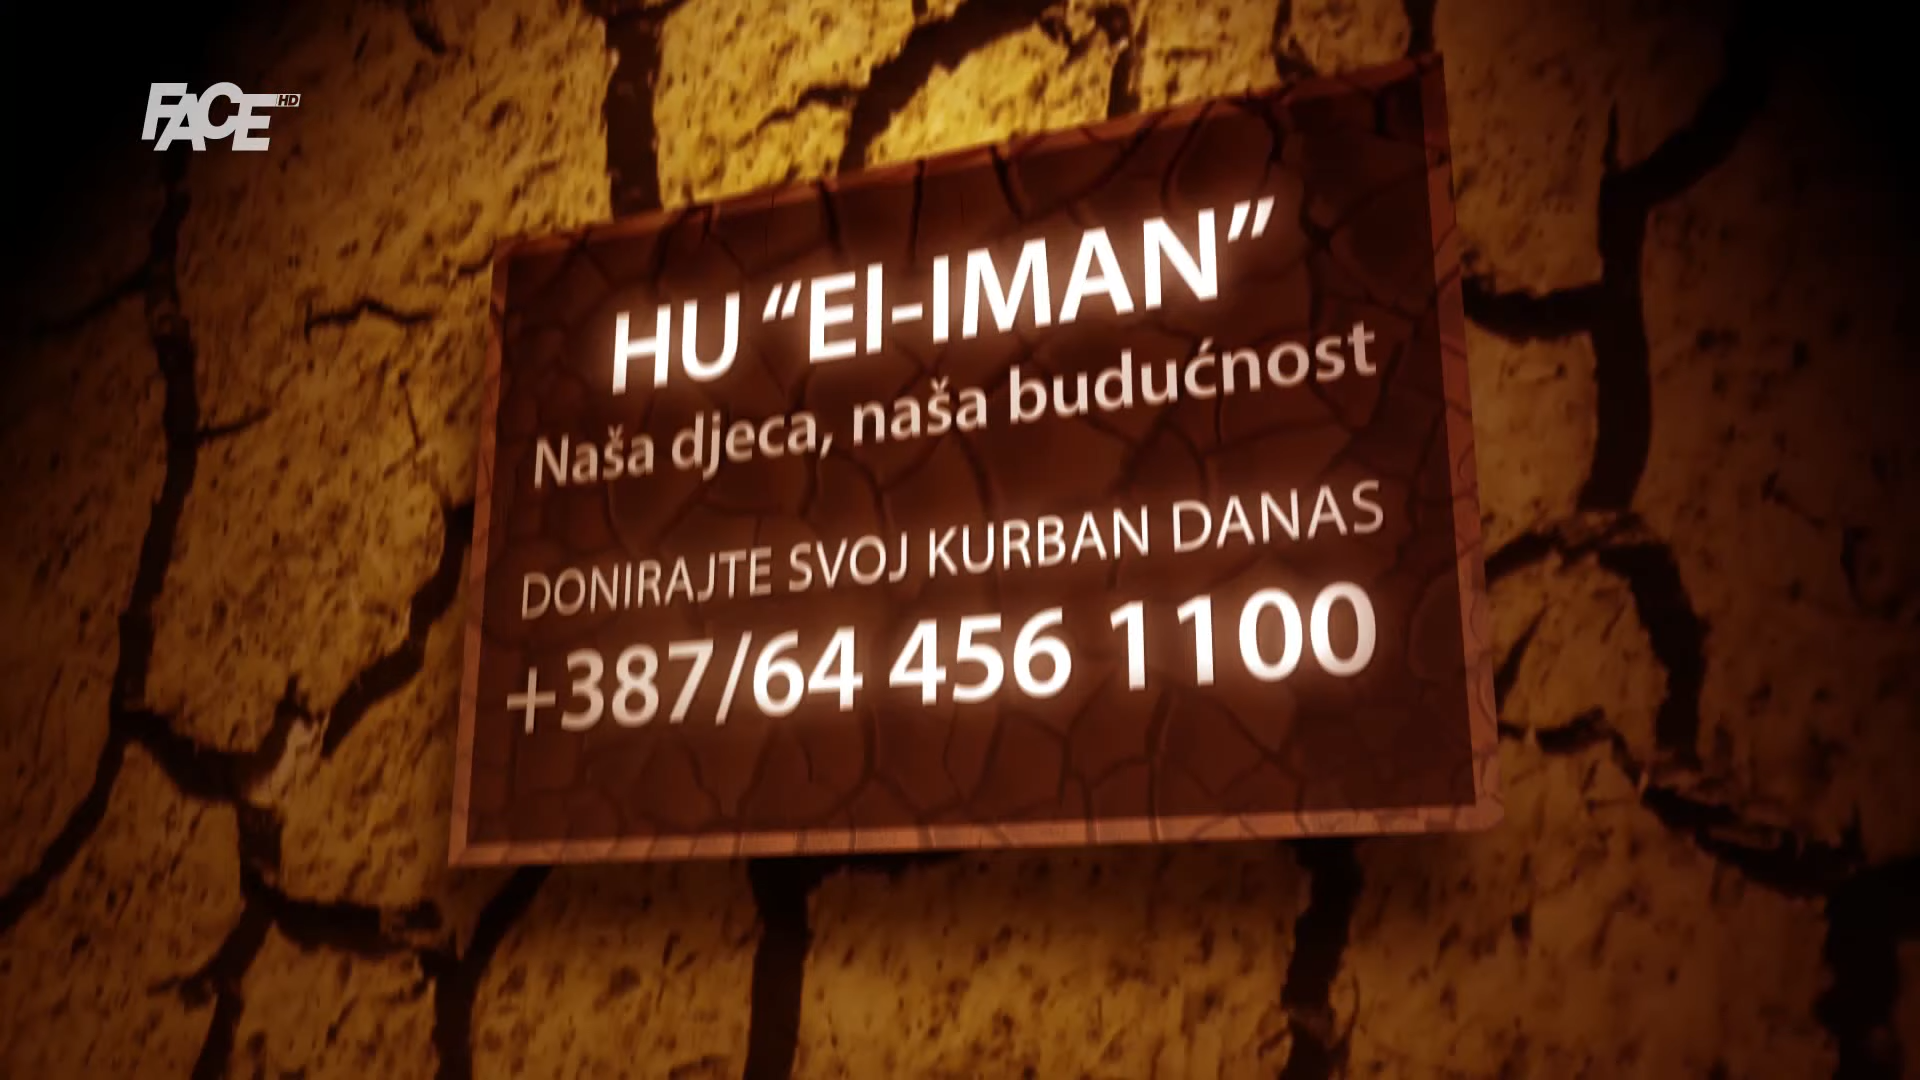 FACE HD
HU “El-IMAN”
Naša djeca, naša budućnost
DONIRAJTE SVOJ KURBAN DANAS
+387/64 456 1100